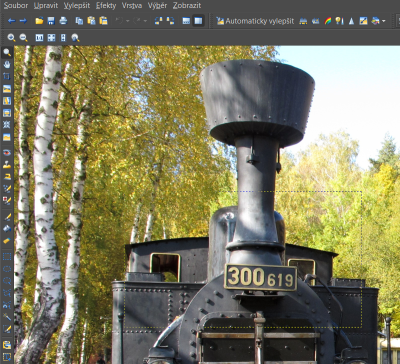 Soubor Upravit Vylepšit Efekty Vrstva Výběr Zobrazit
Automaticky vylepšit
300 619